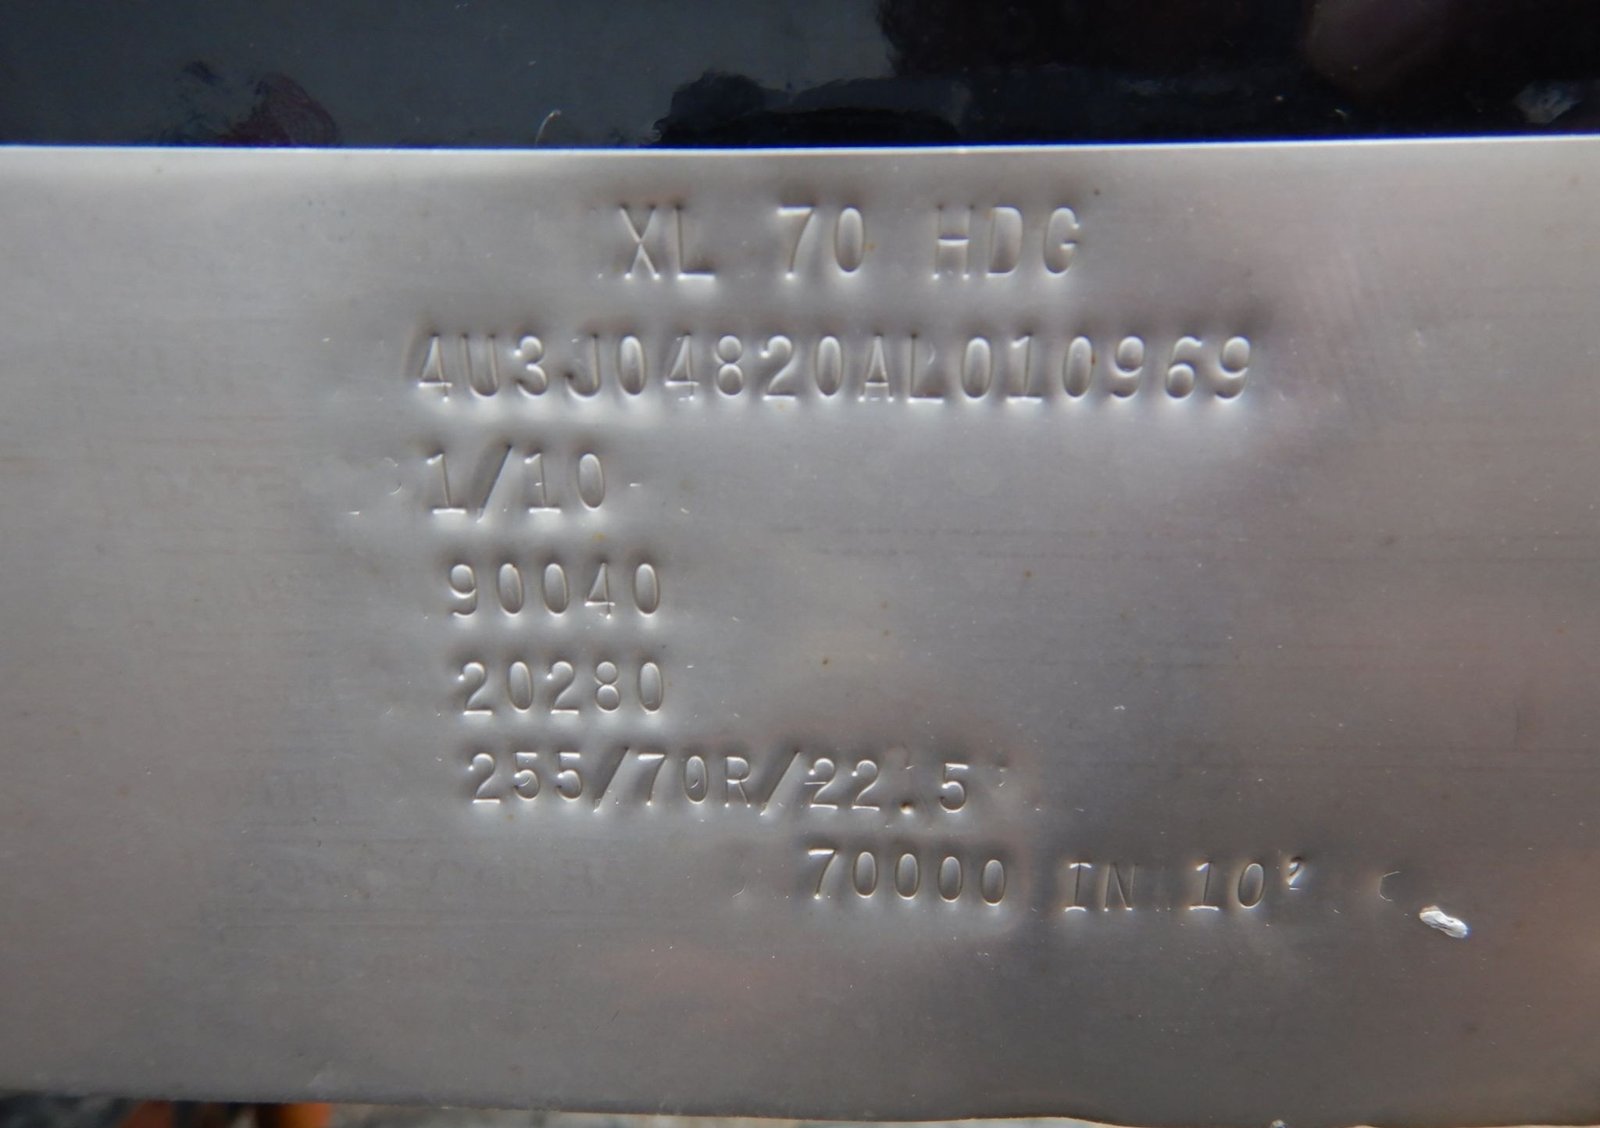 XL 70 HDG
4U3J04820AL010969
1/10
90040
20280
255/70R/22.5
70000 IN 10'